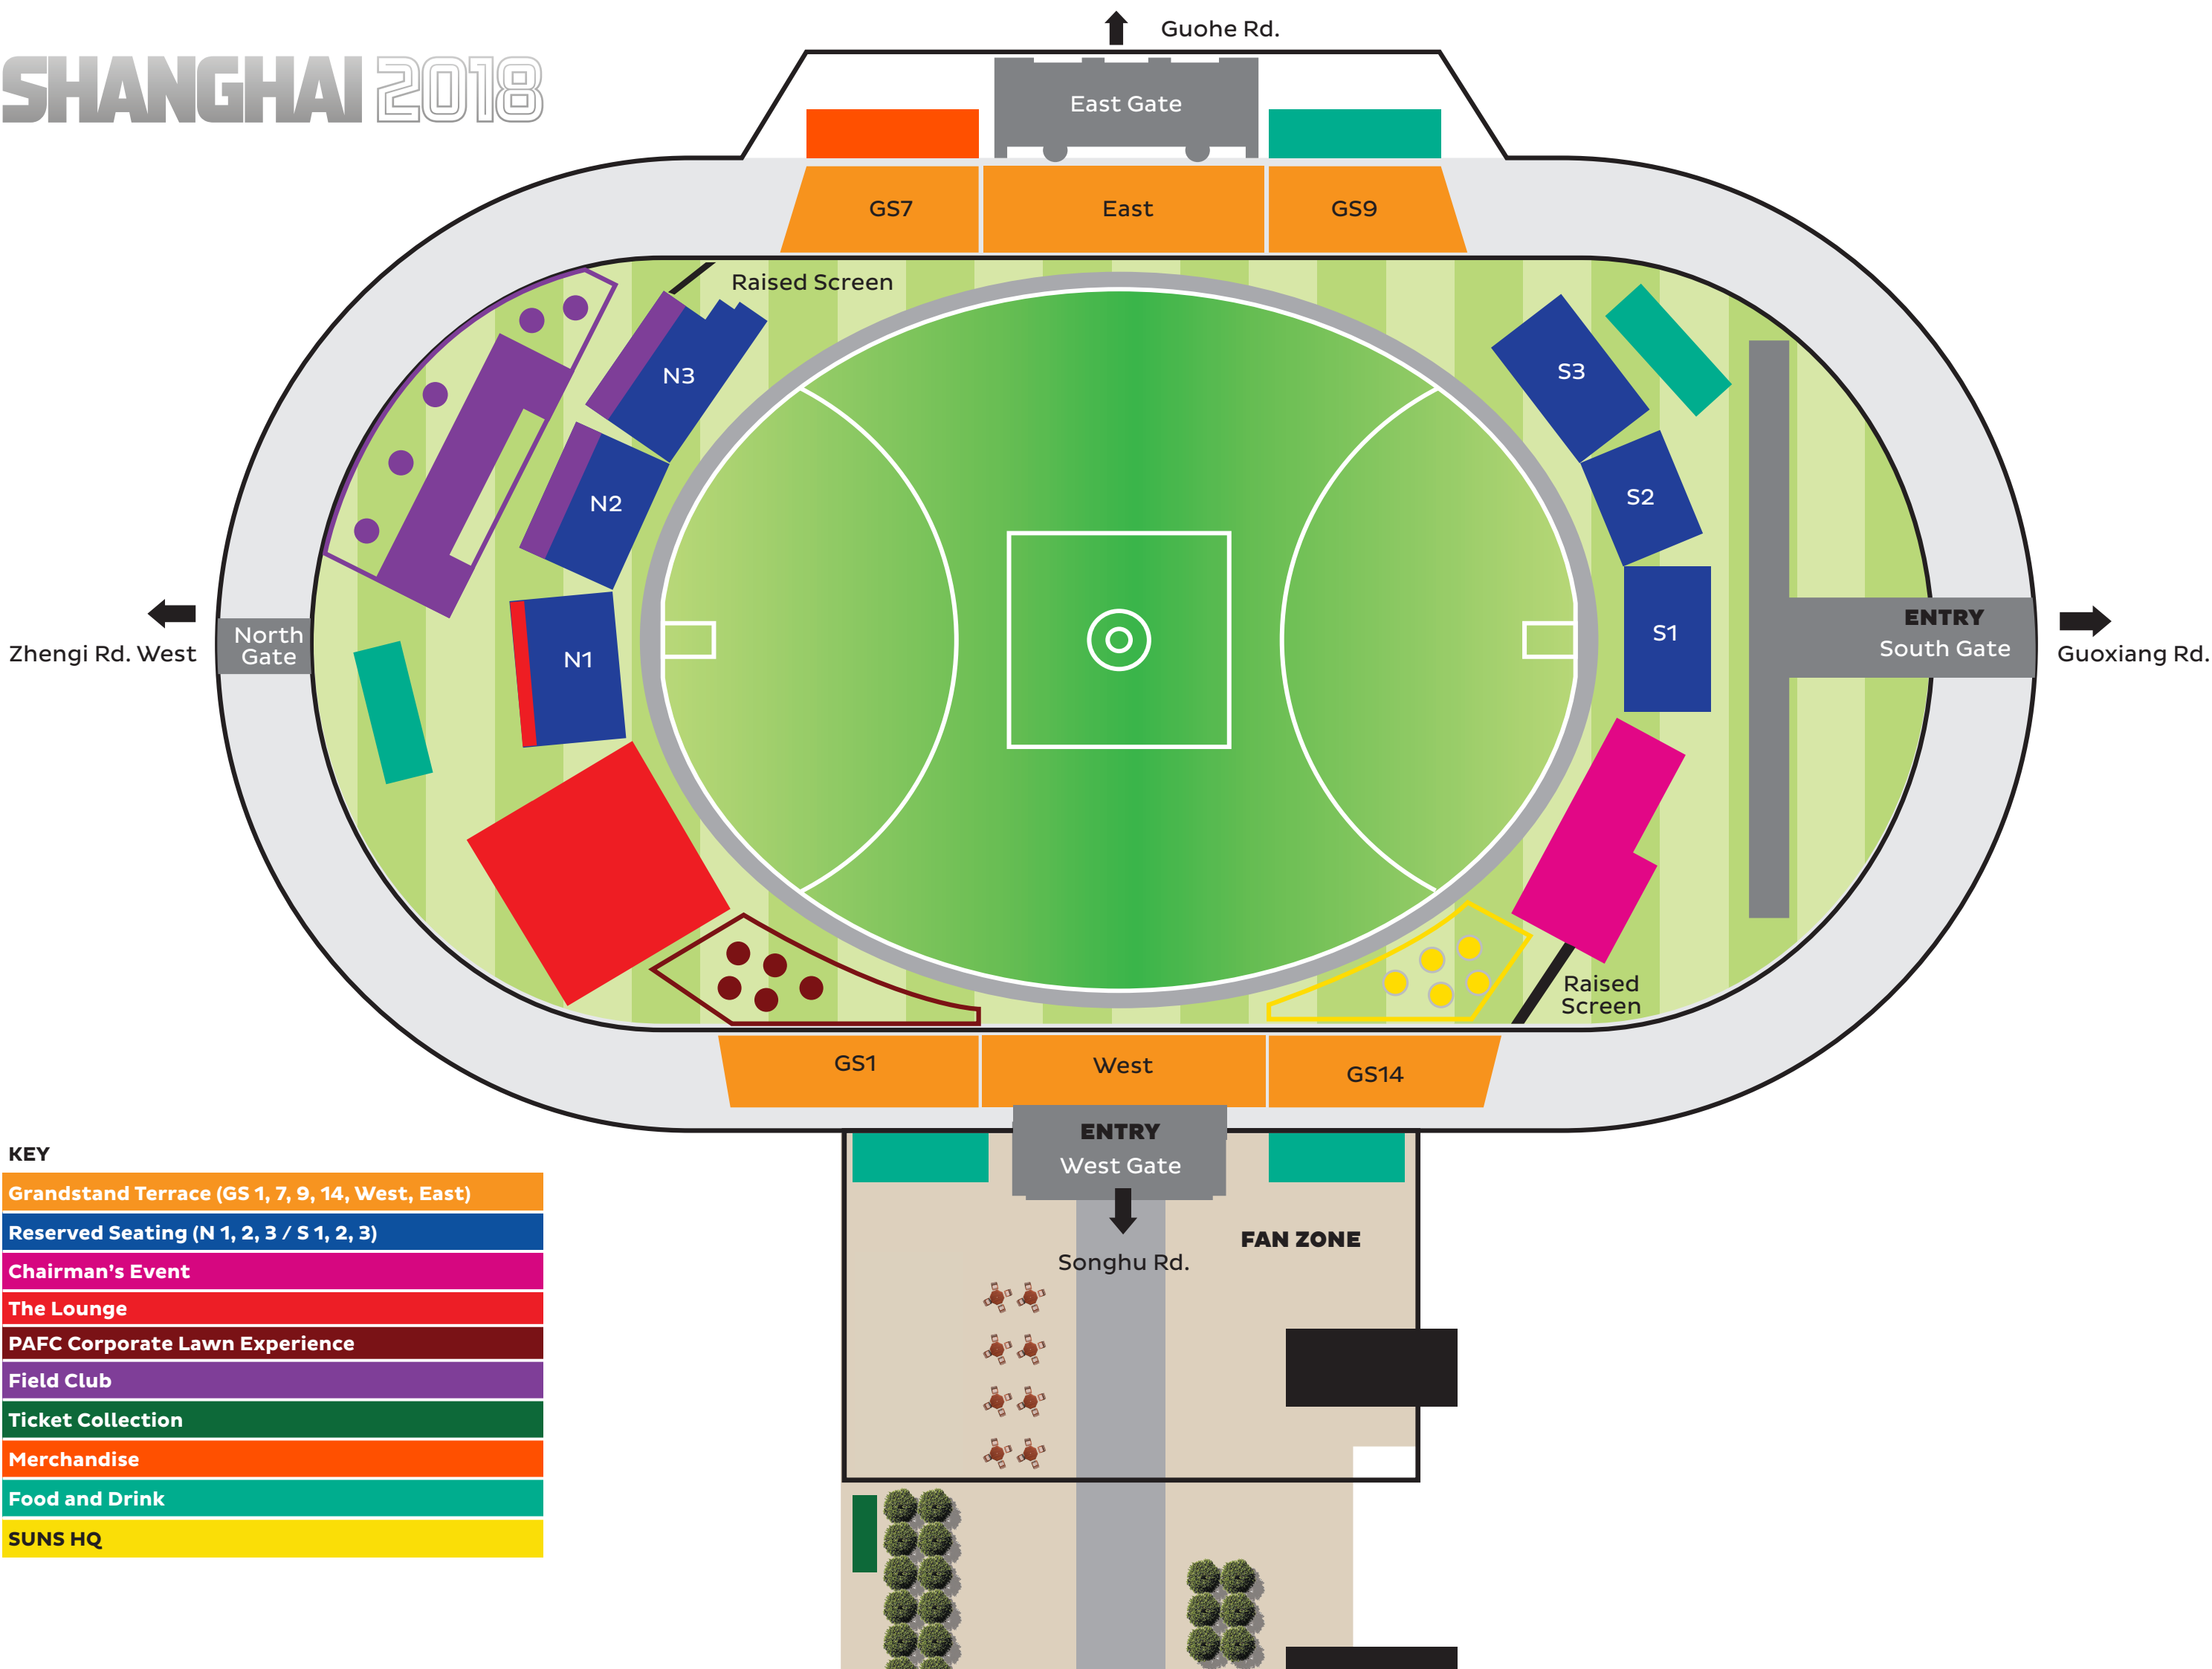 Guohe Rd.
SHANGHAI 2018
East Gate
GS7
East
GS9
Raised Screen
N3
S3
N2
S2
North
Gate
Zhengi Rd. West
N1
S1
ENTRY
South Gate
Guoxiang Rd.
Raised
Screen
GS1
West
GS14
ENTRY
West Gate
Songhu Rd.
FAN ZONE
KEY
Grandstand Terrace (GS 1, 7, 9, 14, West, East)
Reserved Seating (N 1, 2, 3 / S 1, 2, 3)
Chairman's Event
The Lounge
PAFC Corporate Lawn Experience
Field Club
Ticket Collection
Merchandise
Food and Drink
SUNS HQ